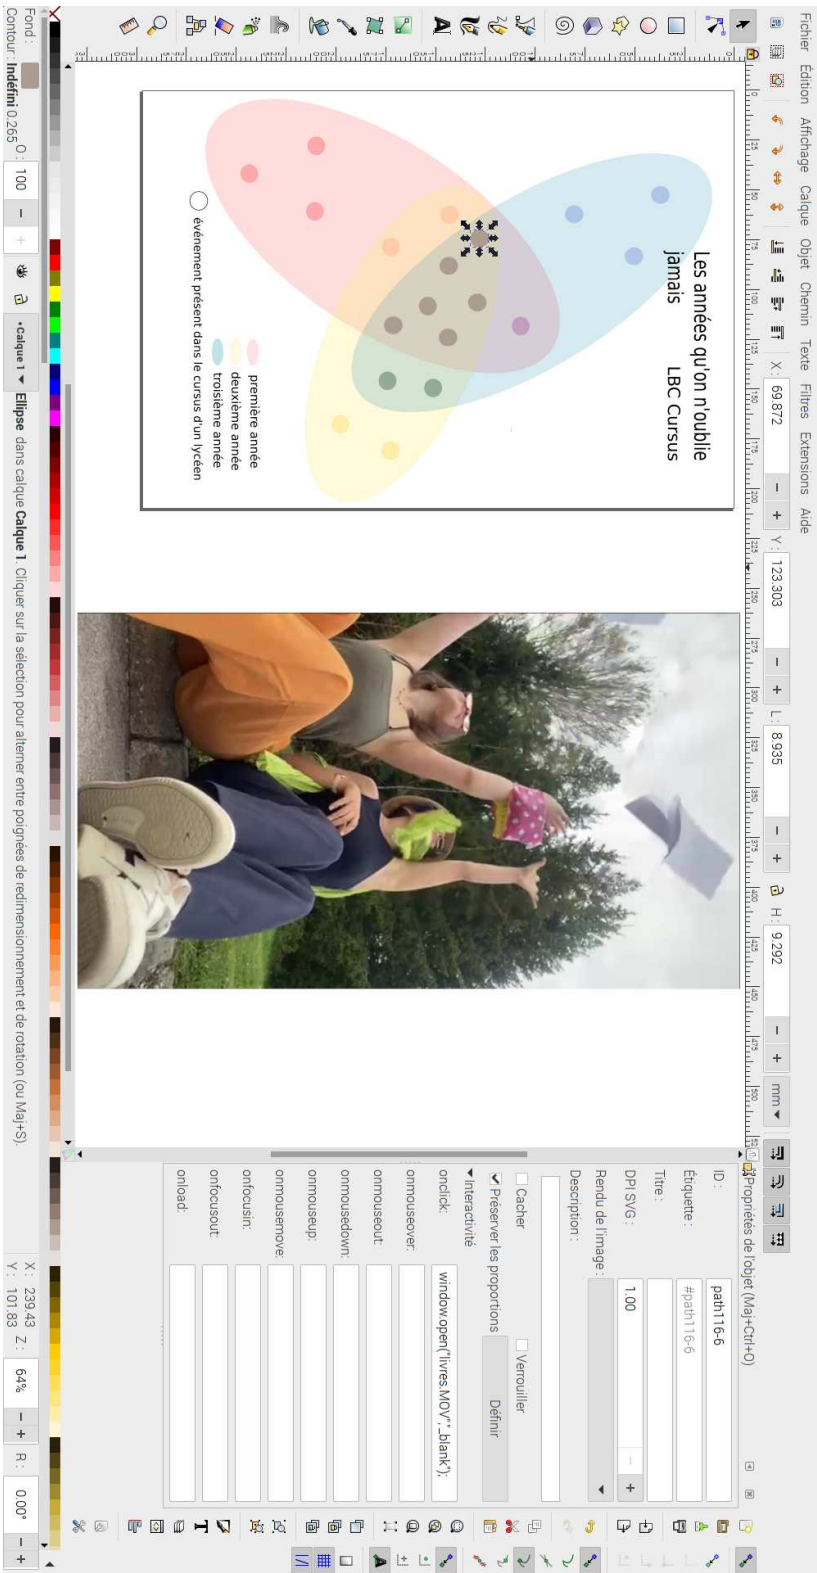 Fichier Édition Affichage Calque Objet Chemin Texte Filtres Extensions Aide
X : 69.872 − + Y : 123.303 − + L : 8.935 − + H : 9.292 − + mm
Les années qu'on n'oublie
jamais LBC Cursus
première année
deuxième année
troisième année
événement présent dans le cursus d'un lycéen
Propriétés de l'objet (Maj+Ctrl+O)
ID : path116-6
Étiquette : #path116-6
Titre :
DPI SVG : 1.00 − +
Rendu de l'image :
Description :
Cacher Verrouiller
Préserver les proportions Définir
Interactivité
onclick: window.open("livres.MOV","_blank");
onmouseover:
onmouseout:
onmousedown:
onmouseup:
onmousemove:
onfocusin:
onfocusout:
onload:
Fond : O : 100 − +
Contour : Indéfini 0.265
•Calque 1 Ellipse dans calque Calque 1. Cliquer sur la sélection pour alterner entre poignées de redimensionnement et de rotation (ou Maj+S).
X : 239.43 Z : 64% − + R : 0.00° − +
Y : 101.83